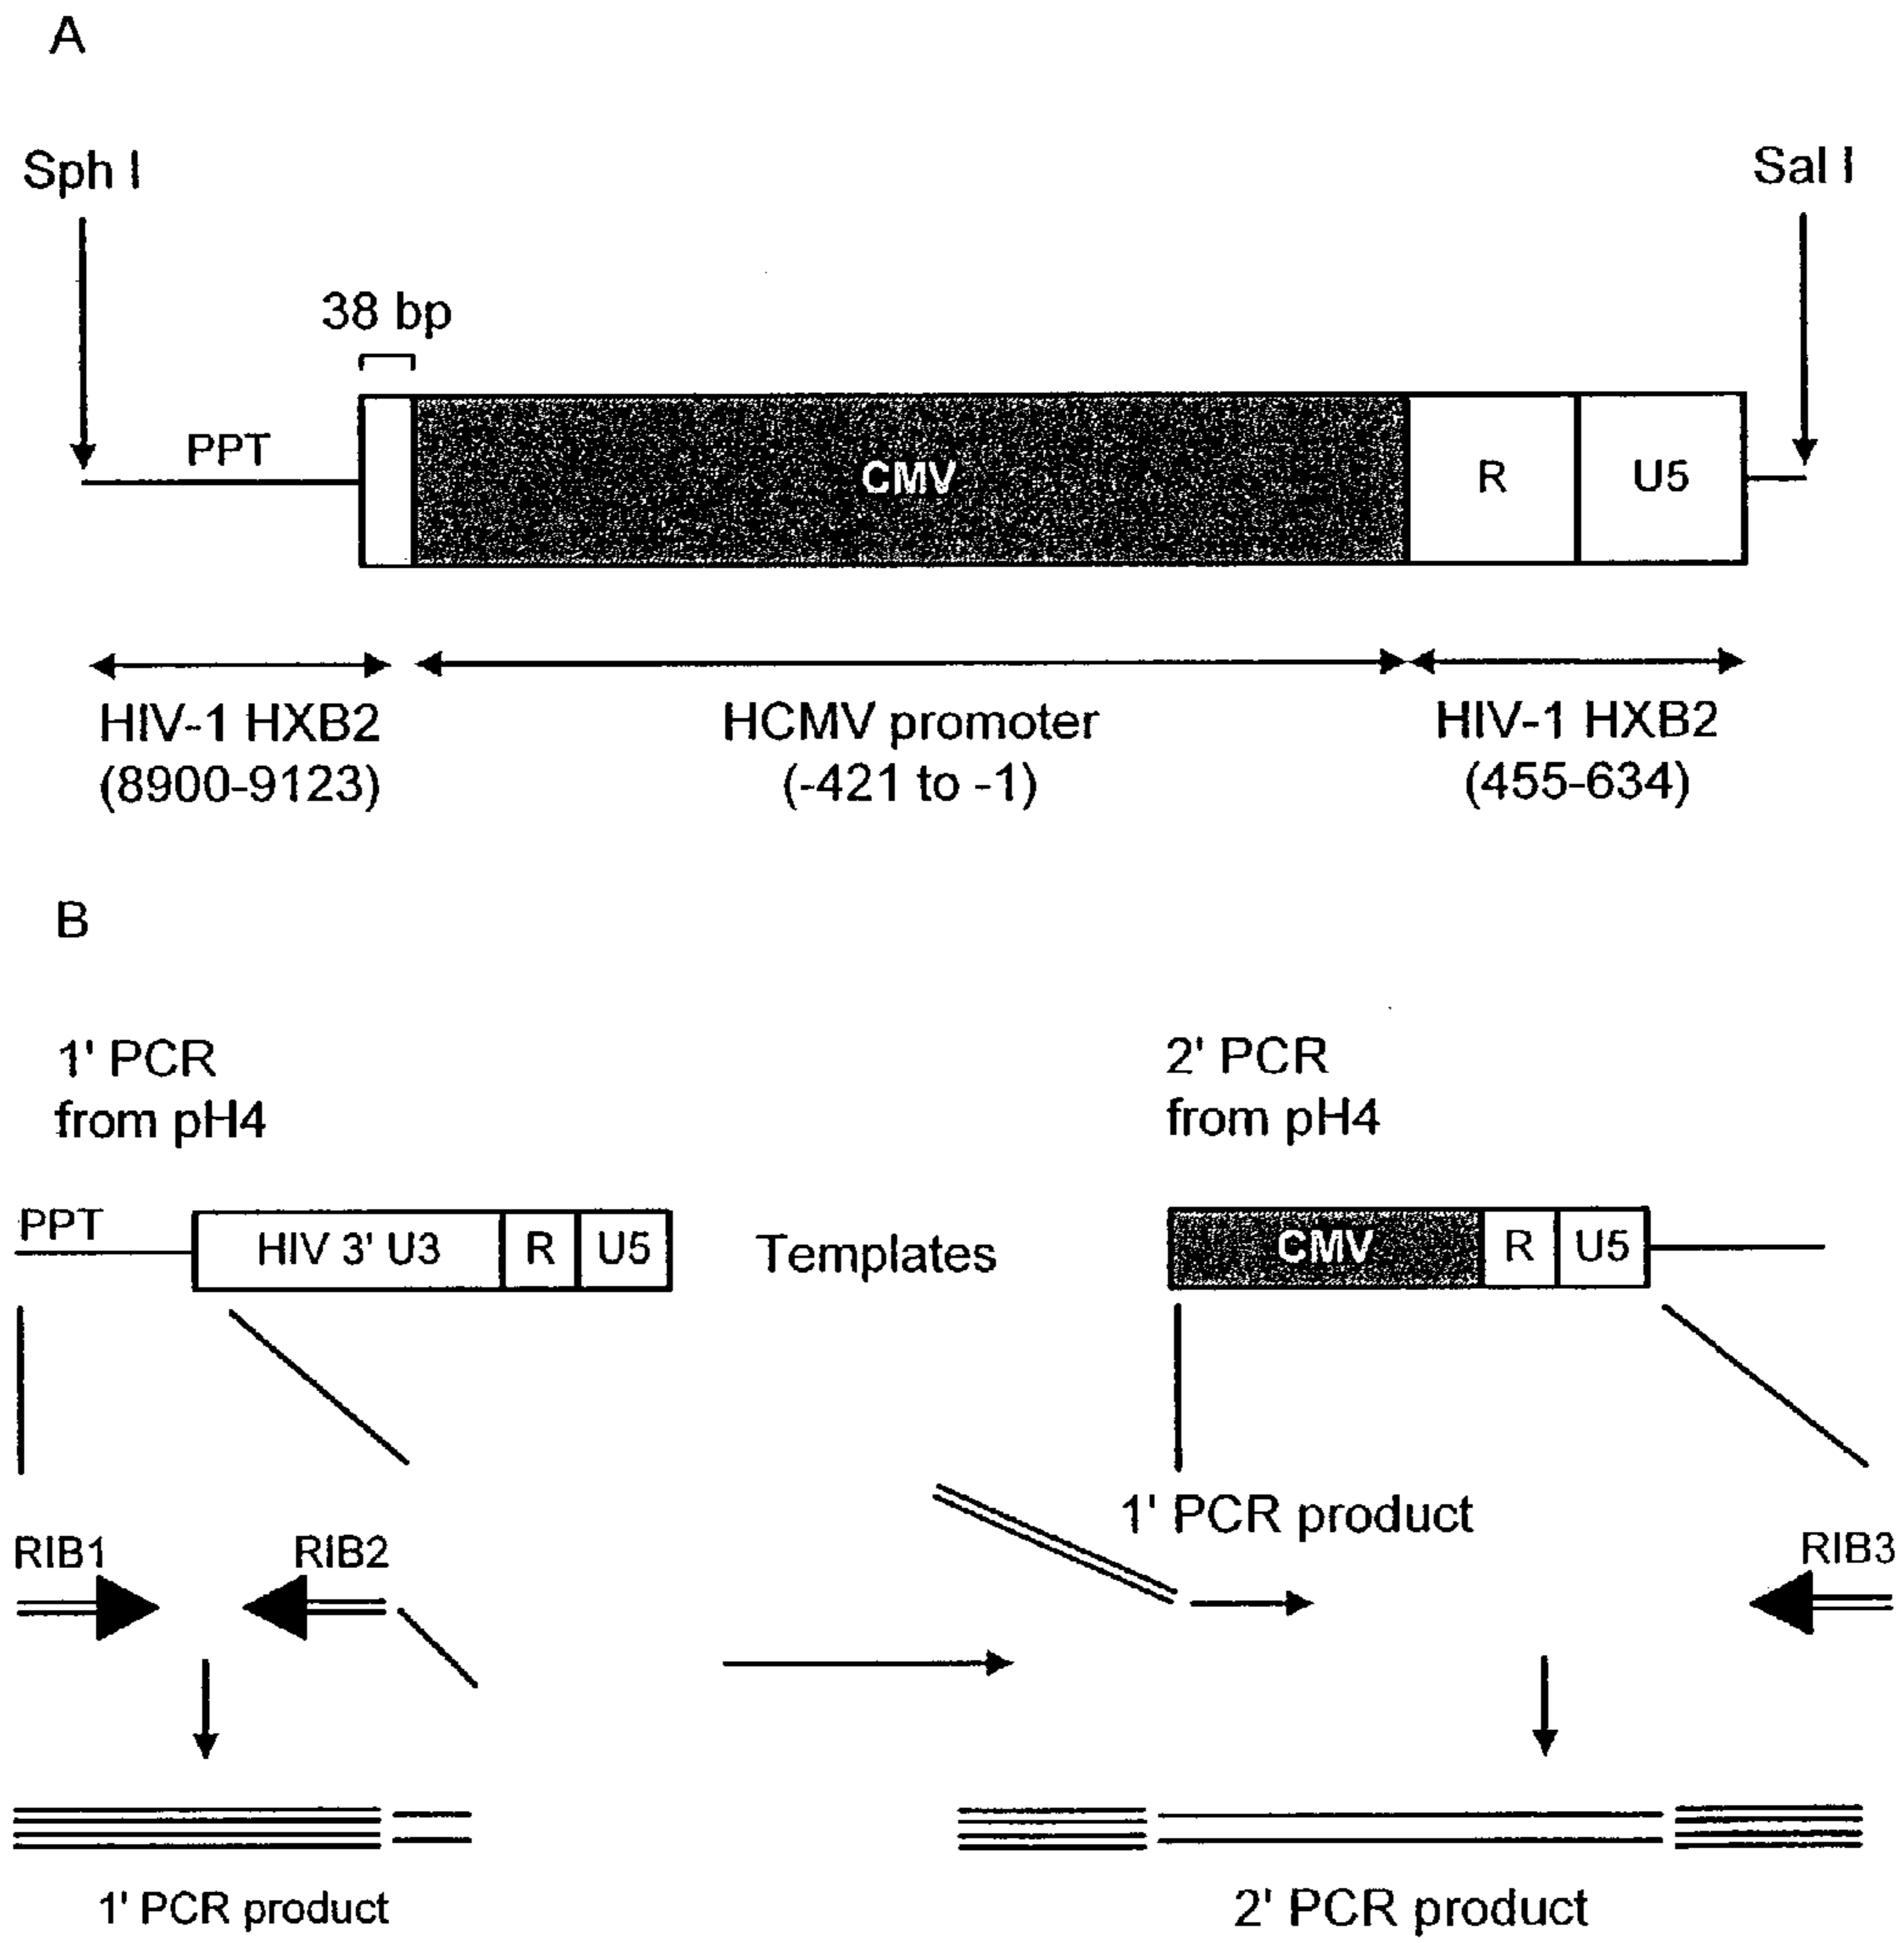 A
Sph I
Sal I
38 bp
PPT
CMV
R
U5
HIV-1 HXB2
(8900-9123)
HCMV promoter
(-421 to -1)
HIV-1 HXB2
(455-634)
B
1' PCR
from pH4
2' PCR
from pH4
PPT
HIV 3' U3
R
U5
Templates
CMV
R
U5
1' PCR product
RIB1
RIB2
RIB3
1' PCR product
2' PCR product